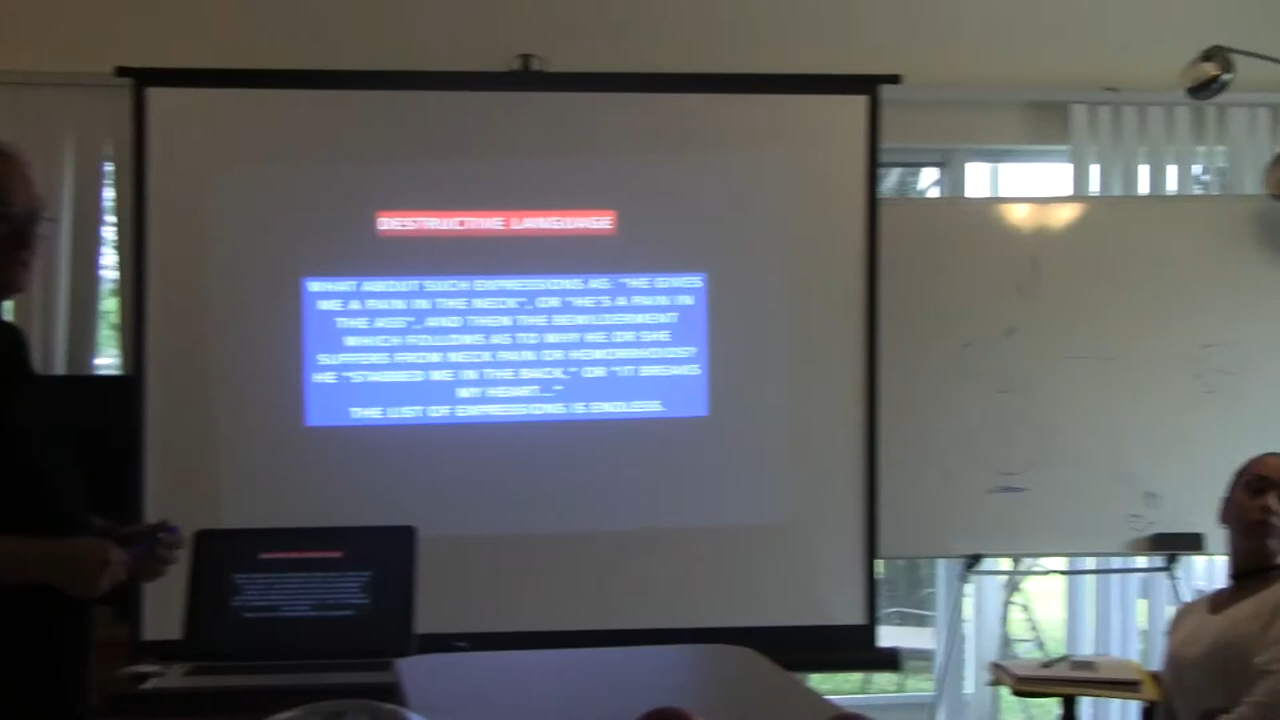 DESTRUCTIVE LANGUAGE
WHAT ABOUT SUCH EXPRESSIONS AS: "HE GIVES
ME A PAIN IN THE NECK", OR "HE'S A PAIN IN
THE ASS", AND THEN THE BEWILDERMENT
WHICH FOLLOWS AS TO WHY HE OR SHE
SUFFERS FROM NECK PAIN OR HEMORRHOIDS?
HE "STABBED ME IN THE BACK," OR "IT BREAKS
MY HEART..."
THE LIST OF EXPRESSIONS IS ENDLESS.